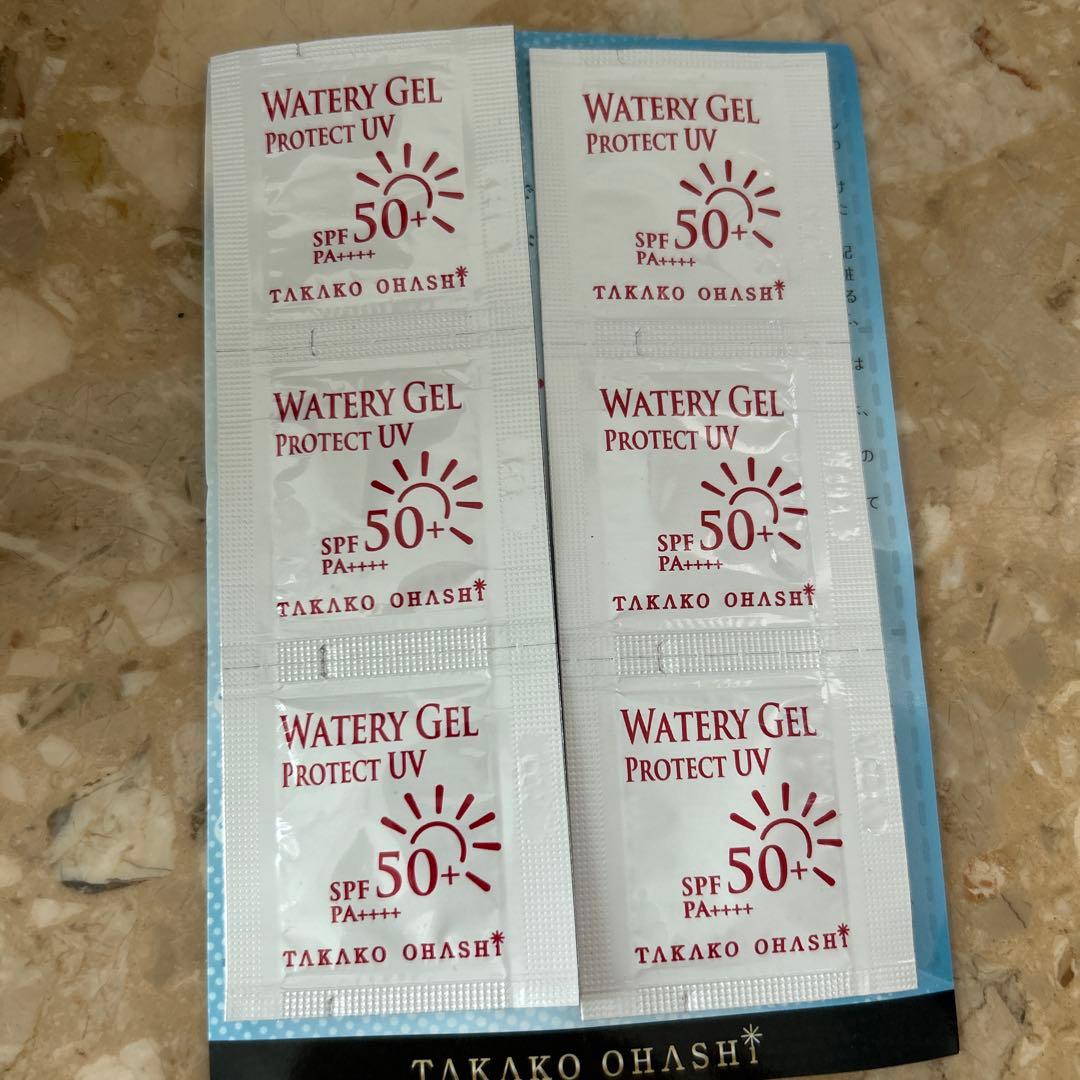 WATERY GEL
PROTECT UV
SPF 50+
PA++++
TAKAKO OHASHI
WATERY GEL
PROTECT UV
SPF 50+
PA++++
TAKAKO OHASHI
WATERY GEL
PROTECT UV
SPF 50+
PA++++
TAKAKO OHASHI
WATERY GEL
PROTECT UV
SPF 50+
PA++++
TAKAKO OHASHI
WATERY GEL
PROTECT UV
SPF 50+
PA++++
TAKAKO OHASHI
WATERY GEL
PROTECT UV
SPF 50+
PA++++
TAKAKO OHASHI
TAKAKO OHASHI